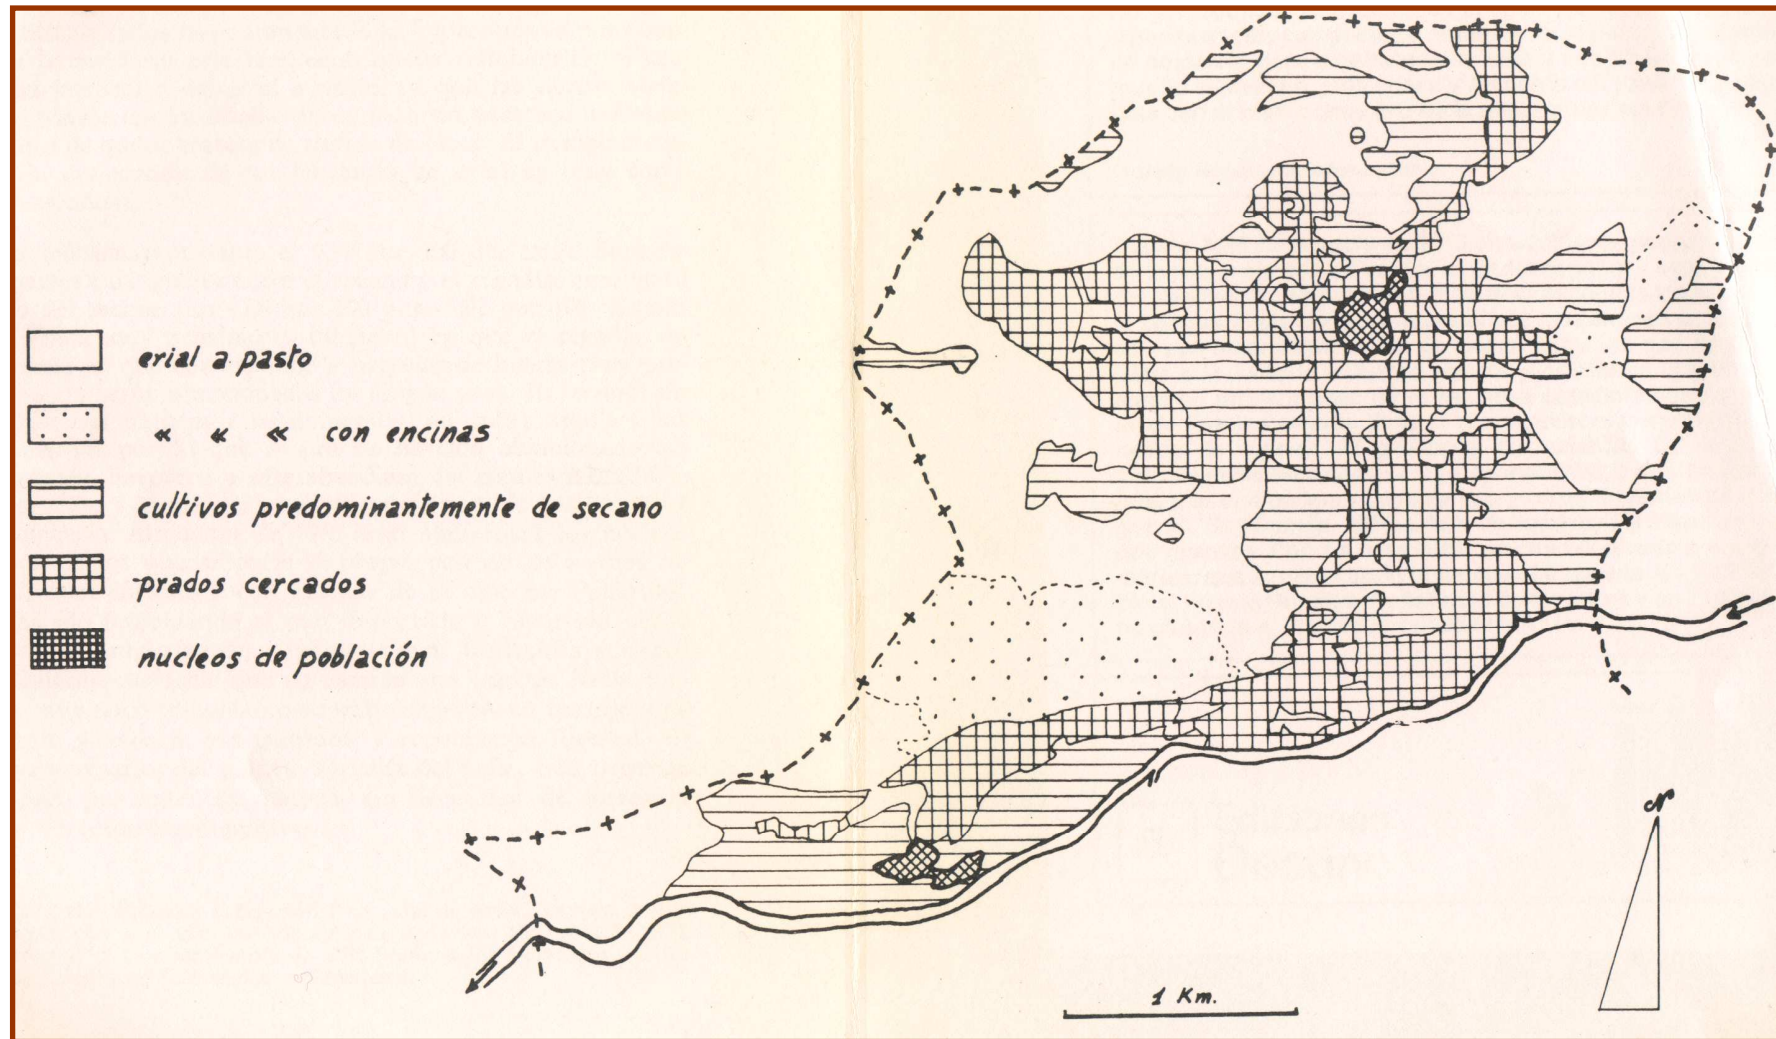 erial a pasto
« « « con encinas
cultivos predominantemente de secano
prados cercados
nucleos de población
1 Km.
N